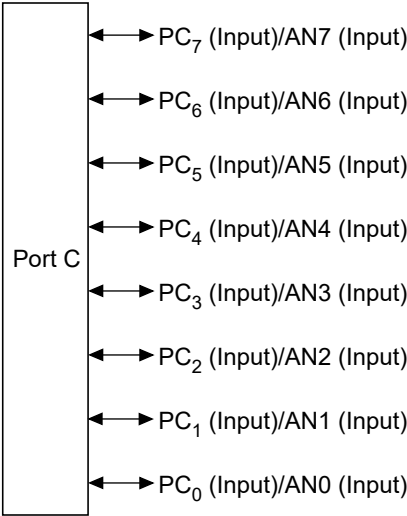 PC₇ (Input)/AN7 (Input)
PC₆ (Input)/AN6 (Input)
PC₅ (Input)/AN5 (Input)
PC₄ (Input)/AN4 (Input)
Port C
PC₃ (Input)/AN3 (Input)
PC₂ (Input)/AN2 (Input)
PC₁ (Input)/AN1 (Input)
PC₀ (Input)/AN0 (Input)